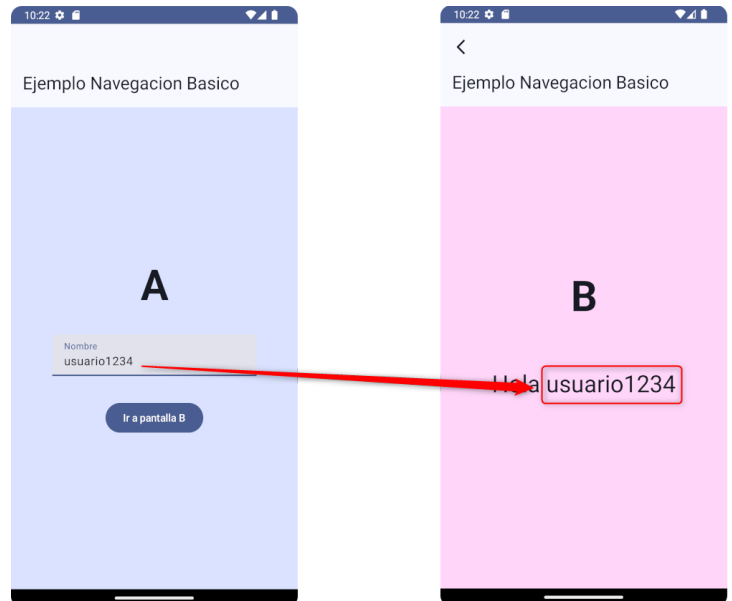 10:22
Ejemplo Navegacion Basico
A
Nombre
usuario1234
Ir a pantalla B
10:22
Ejemplo Navegacion Basico
B
Hola usuario1234